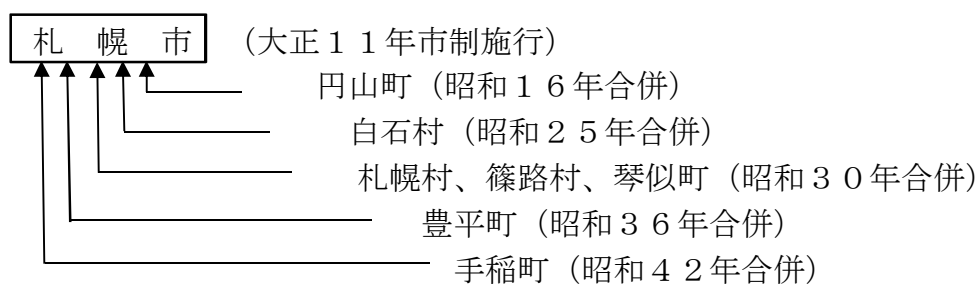 札　幌　市　（大正１１年市制施行）
円山町（昭和１６年合併）
白石村（昭和２５年合併）
札幌村、篠路村、琴似町（昭和３０年合併）
豊平町（昭和３６年合併）
手稲町（昭和４２年合併）